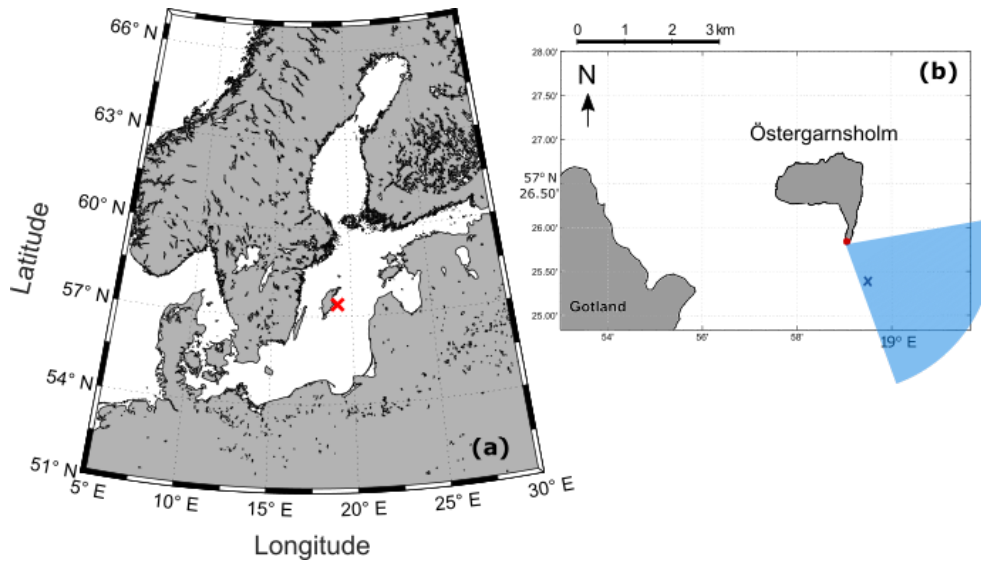 66° N
63° N
60° N
57° N
54° N
51° N
Latitude
5° E
10° E
15° E
20° E
25° E
30° E
Longitude
(a)
0 1 2 3 km
28.00'
27.50'
27.00'
57° N
26.50'
26.00'
25.50'
25.00'
N
(b)
Östergarnsholm
Gotland
54'
56'
58'
19° E